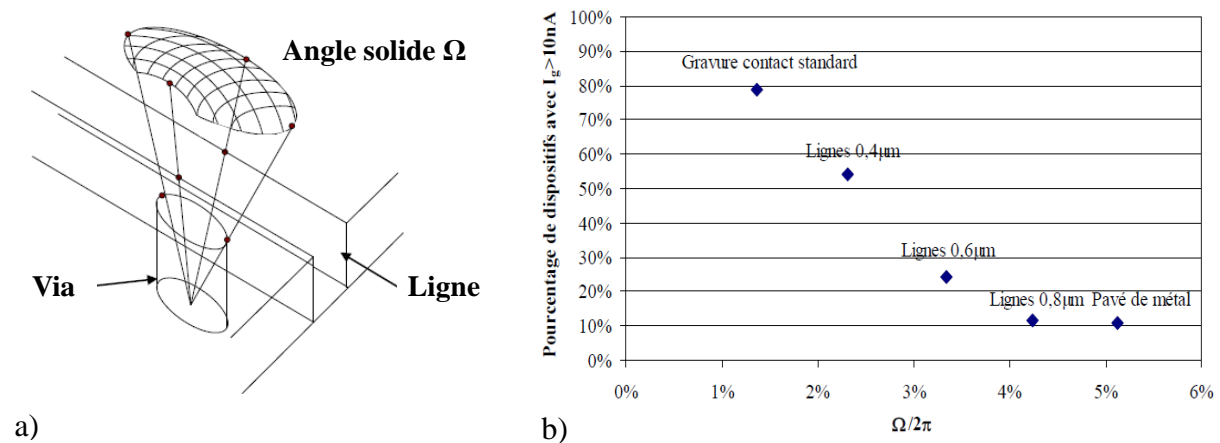 Angle solide Ω
Via
Ligne
a)
Pourcentage de dispositifs avec Ig>10nA
100%
90%
80%
70%
60%
50%
40%
30%
20%
10%
0%
Gravure contact standard
Lignes 0,4µm
Lignes 0,6µm
Lignes 0,8µm
Pavé de métal
0%
1%
2%
3%
4%
5%
6%
Ω/2π
b)